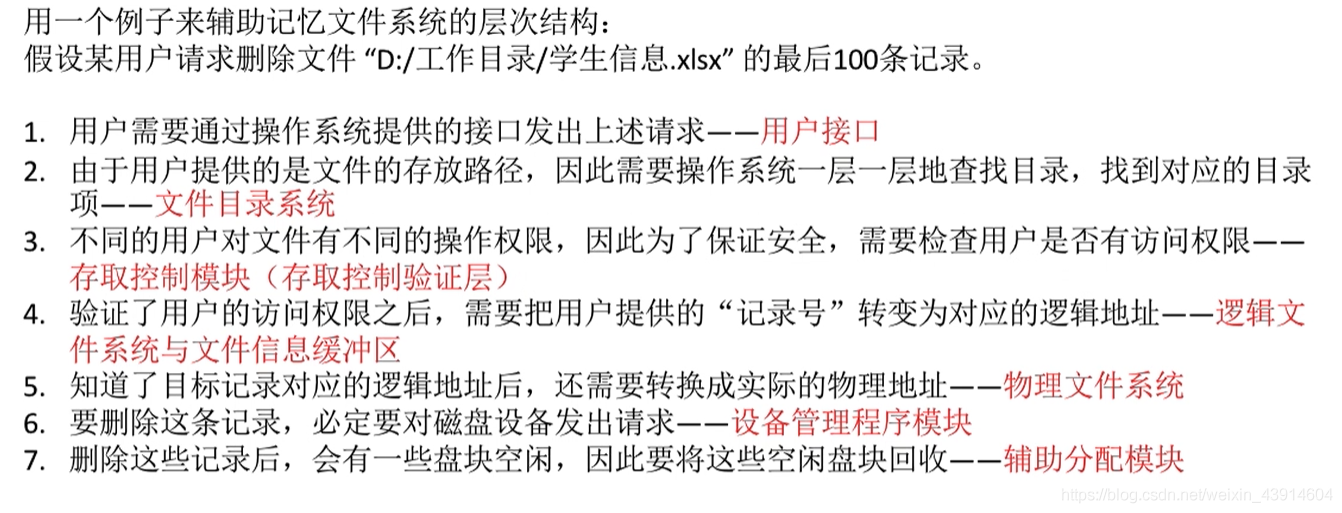 用一个例子来辅助记忆文件系统的层次结构：
假设某用户请求删除文件 “D:/工作目录/学生信息.xlsx” 的最后100条记录。
1. 用户需要通过操作系统提供的接口发出上述请求——用户接口
2. 由于用户提供的是文件的存放路径，因此需要操作系统一层一层地查找目录，找到对应的目录
项——文件目录系统
3. 不同的用户对文件有不同的操作权限，因此为了保证安全，需要检查用户是否有访问权限——
存取控制模块（存取控制验证层）
4. 验证了用户的访问权限之后，需要把用户提供的“记录号”转变为对应的逻辑地址——逻辑文
件系统与文件信息缓冲区
5. 知道了目标记录对应的逻辑地址后，还需要转换成实际的物理地址——物理文件系统
6. 要删除这条记录，必定要对磁盘设备发出请求——设备管理程序模块
7. 删除这些记录后，会有一些盘块空闲，因此要将这些空闲盘块回收——辅助分配模块
https://blog.csdn.net/weixin_43914604